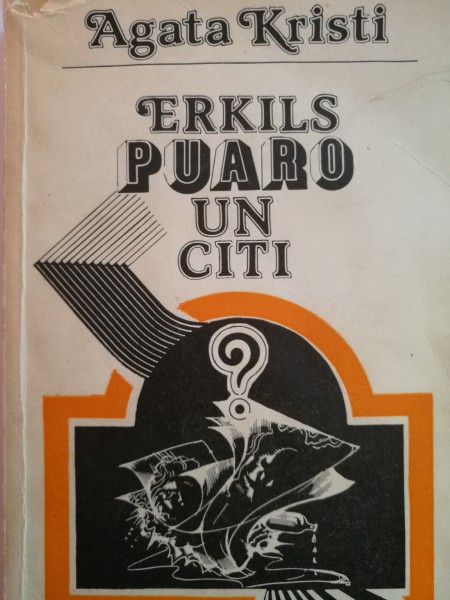 Agata Kristi
ERKILS
PUARO
UN
CITI
?